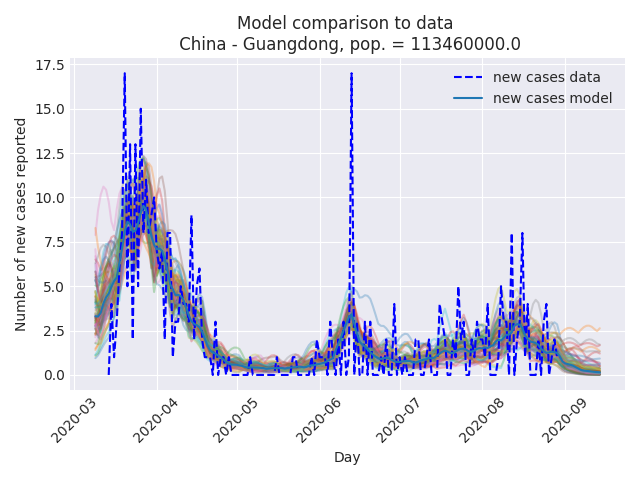 Model comparison to data
China - Guangdong, pop. = 113460000.0
17.5
15.0
12.5
10.0
7.5
5.0
2.5
0.0
Number of new cases reported
new cases data
new cases model
2020-03
2020-04
2020-05
2020-06
2020-07
2020-08
2020-09
Day